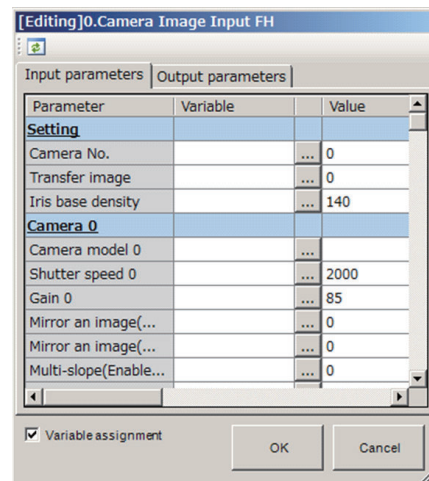 [Editing]0.Camera Image Input FH
Input parameters Output parameters
Parameter Variable Value
Setting
Camera No. ... 0
Transfer image ... 0
Iris base density ... 140
Camera 0
Camera model 0 ...
Shutter speed 0 ... 2000
Gain 0 ... 85
Mirror an image(... ... 0
Mirror an image(... ... 0
Multi-slope(Enable... ... 0
Variable assignment OK Cancel